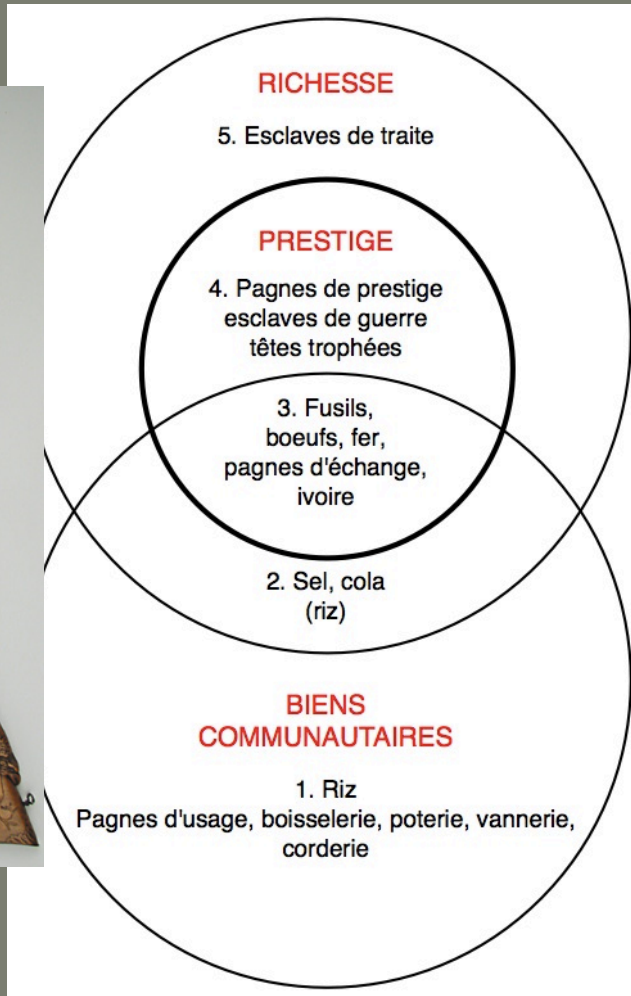 RICHESSE
5. Esclaves de traite
PRESTIGE
4. Pagnes de prestige
esclaves de guerre
têtes trophées
3. Fusils,
boeufs, fer,
pagnes d'échange,
ivoire
2. Sel, cola
(riz)
BIENS
COMMUNAUTAIRES
1. Riz
Pagnes d'usage, boisselerie, poterie, vannerie,
corderie